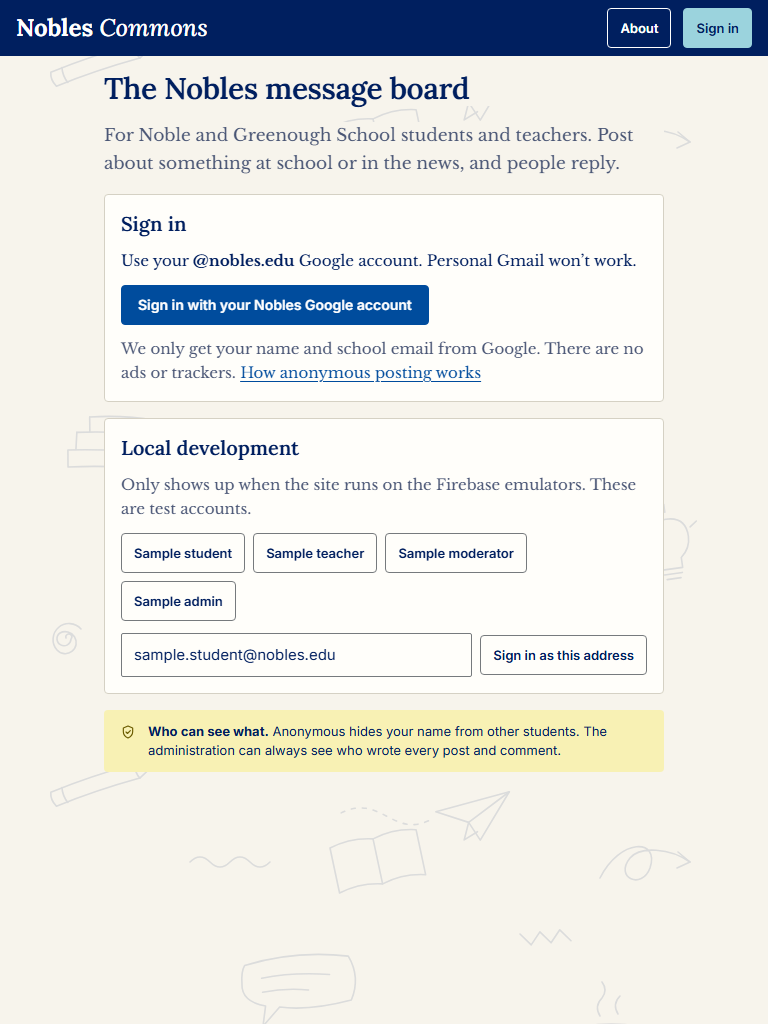 Nobles Commons
About
Sign in
The Nobles message board
For Noble and Greenough School students and teachers. Post
about something at school or in the news, and people reply.
Sign in
Use your @nobles.edu Google account. Personal Gmail won’t work.
Sign in with your Nobles Google account
We only get your name and school email from Google. There are no
ads or trackers. How anonymous posting works
Local development
Only shows up when the site runs on the Firebase emulators. These
are test accounts.
Sample student
Sample teacher
Sample moderator
Sample admin
sample.student@nobles.edu
Sign in as this address
Who can see what. Anonymous hides your name from other students. The
administration can always see who wrote every post and comment.